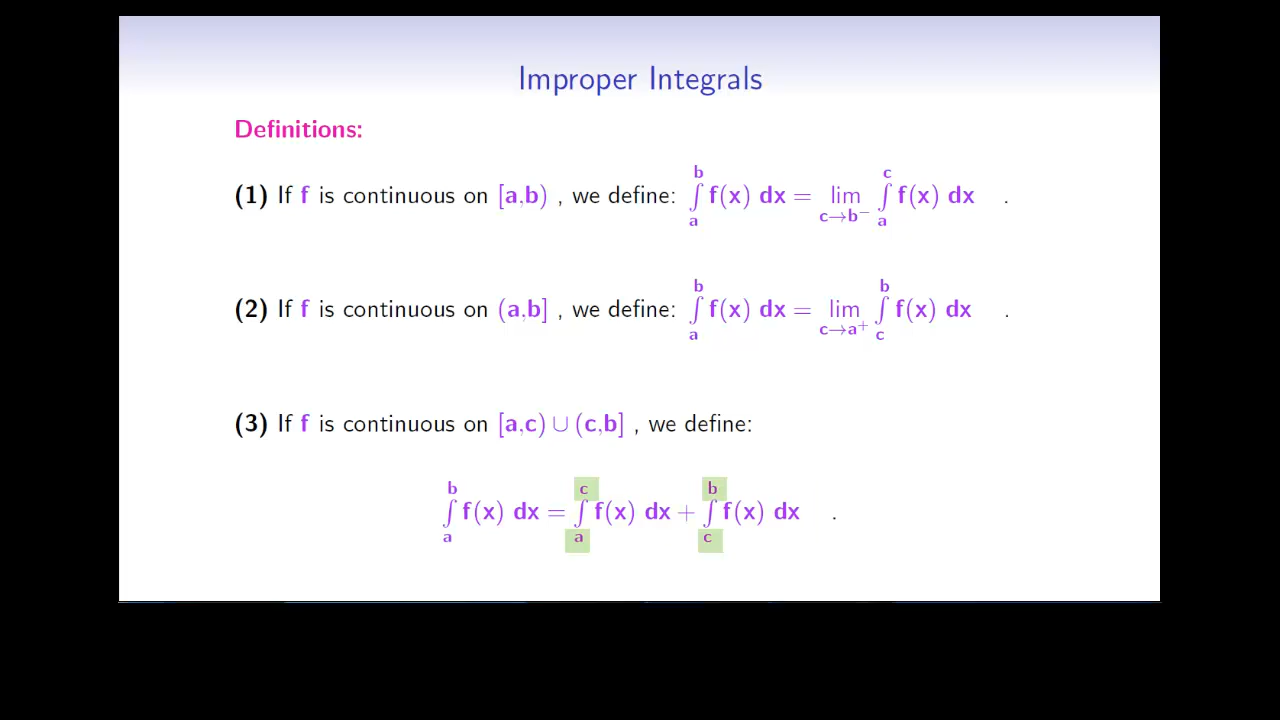 Improper Integrals
Definitions:
(1) If f is continuous on [a,b) , we define: ∫_a^b f(x) dx = lim_{c→b⁻} ∫_a^c f(x) dx .
(2) If f is continuous on (a,b] , we define: ∫_a^b f(x) dx = lim_{c→a⁺} ∫_c^b f(x) dx .
(3) If f is continuous on [a,c) ∪ (c,b] , we define:
∫_a^b f(x) dx = ∫_a^c f(x) dx + ∫_c^b f(x) dx .